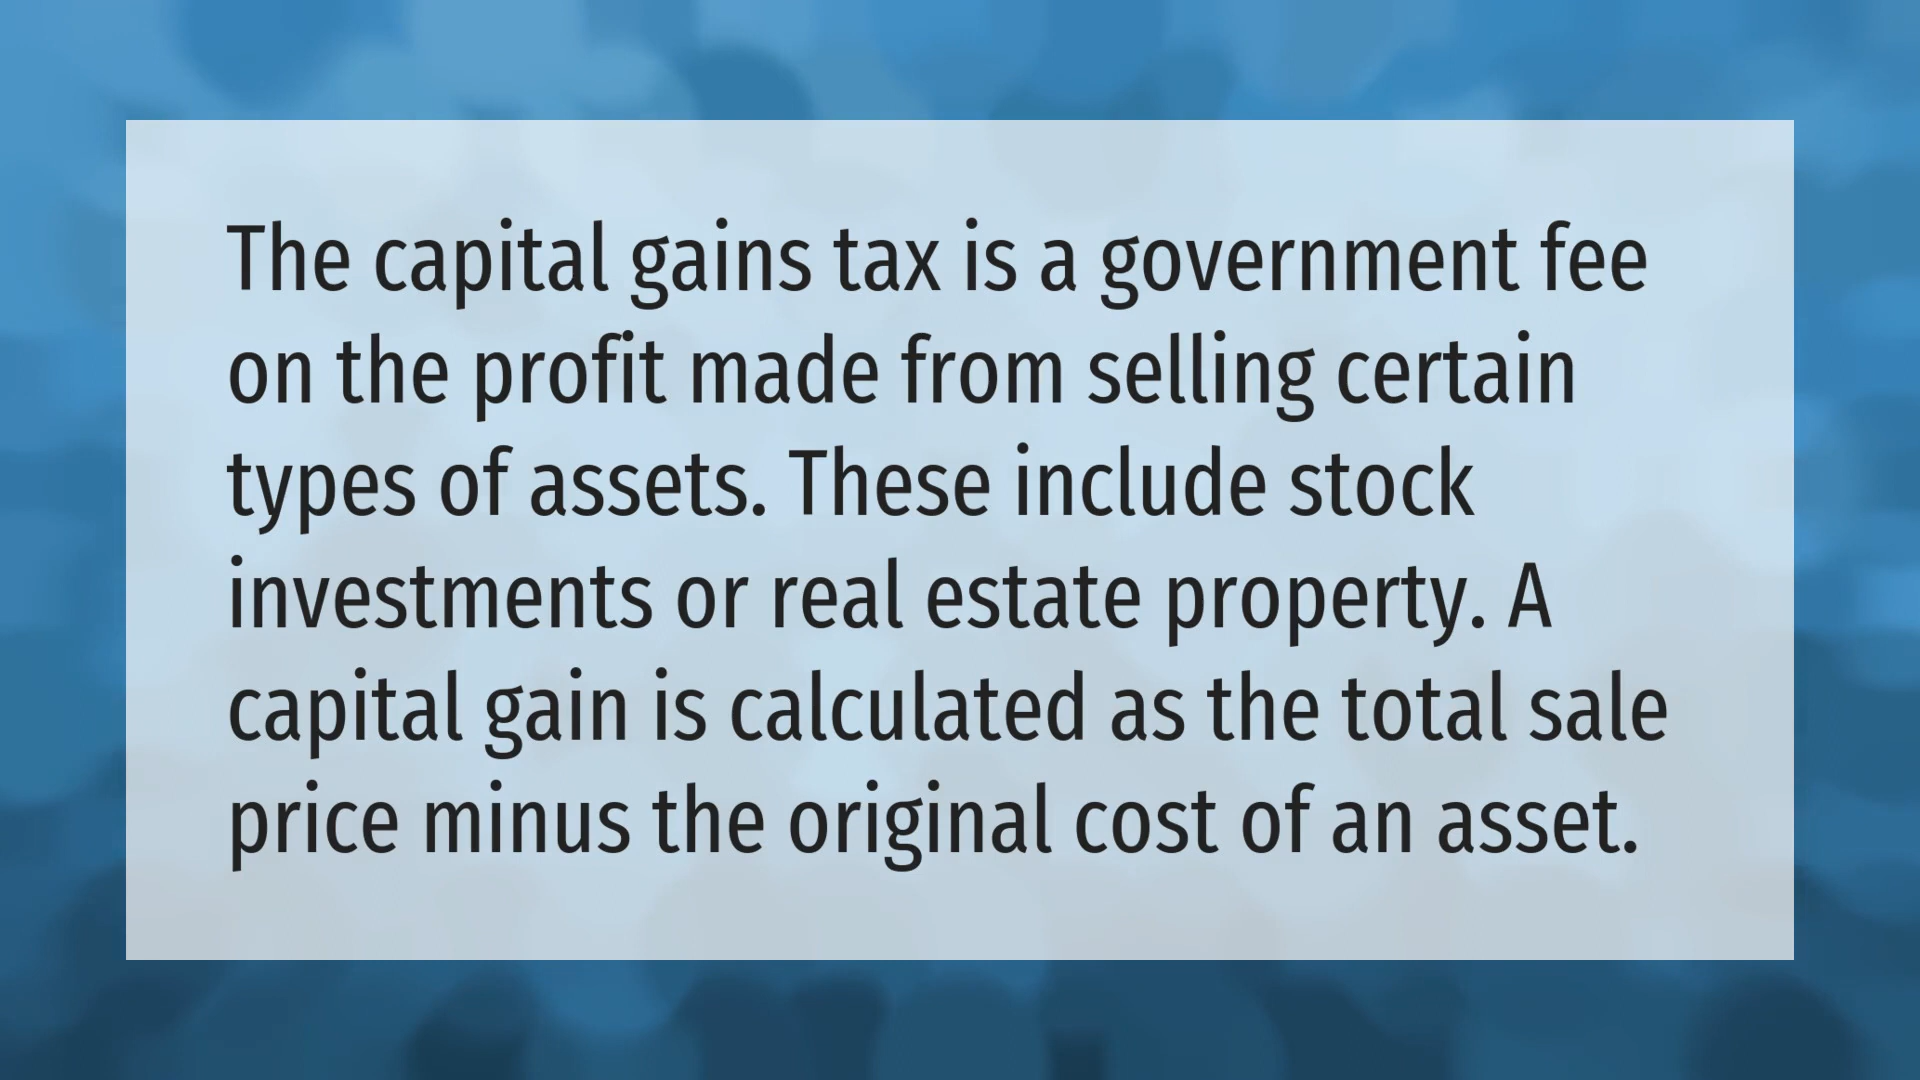 The capital gains tax is a government fee
on the profit made from selling certain
types of assets. These include stock
investments or real estate property. A
capital gain is calculated as the total sale
price minus the original cost of an asset.